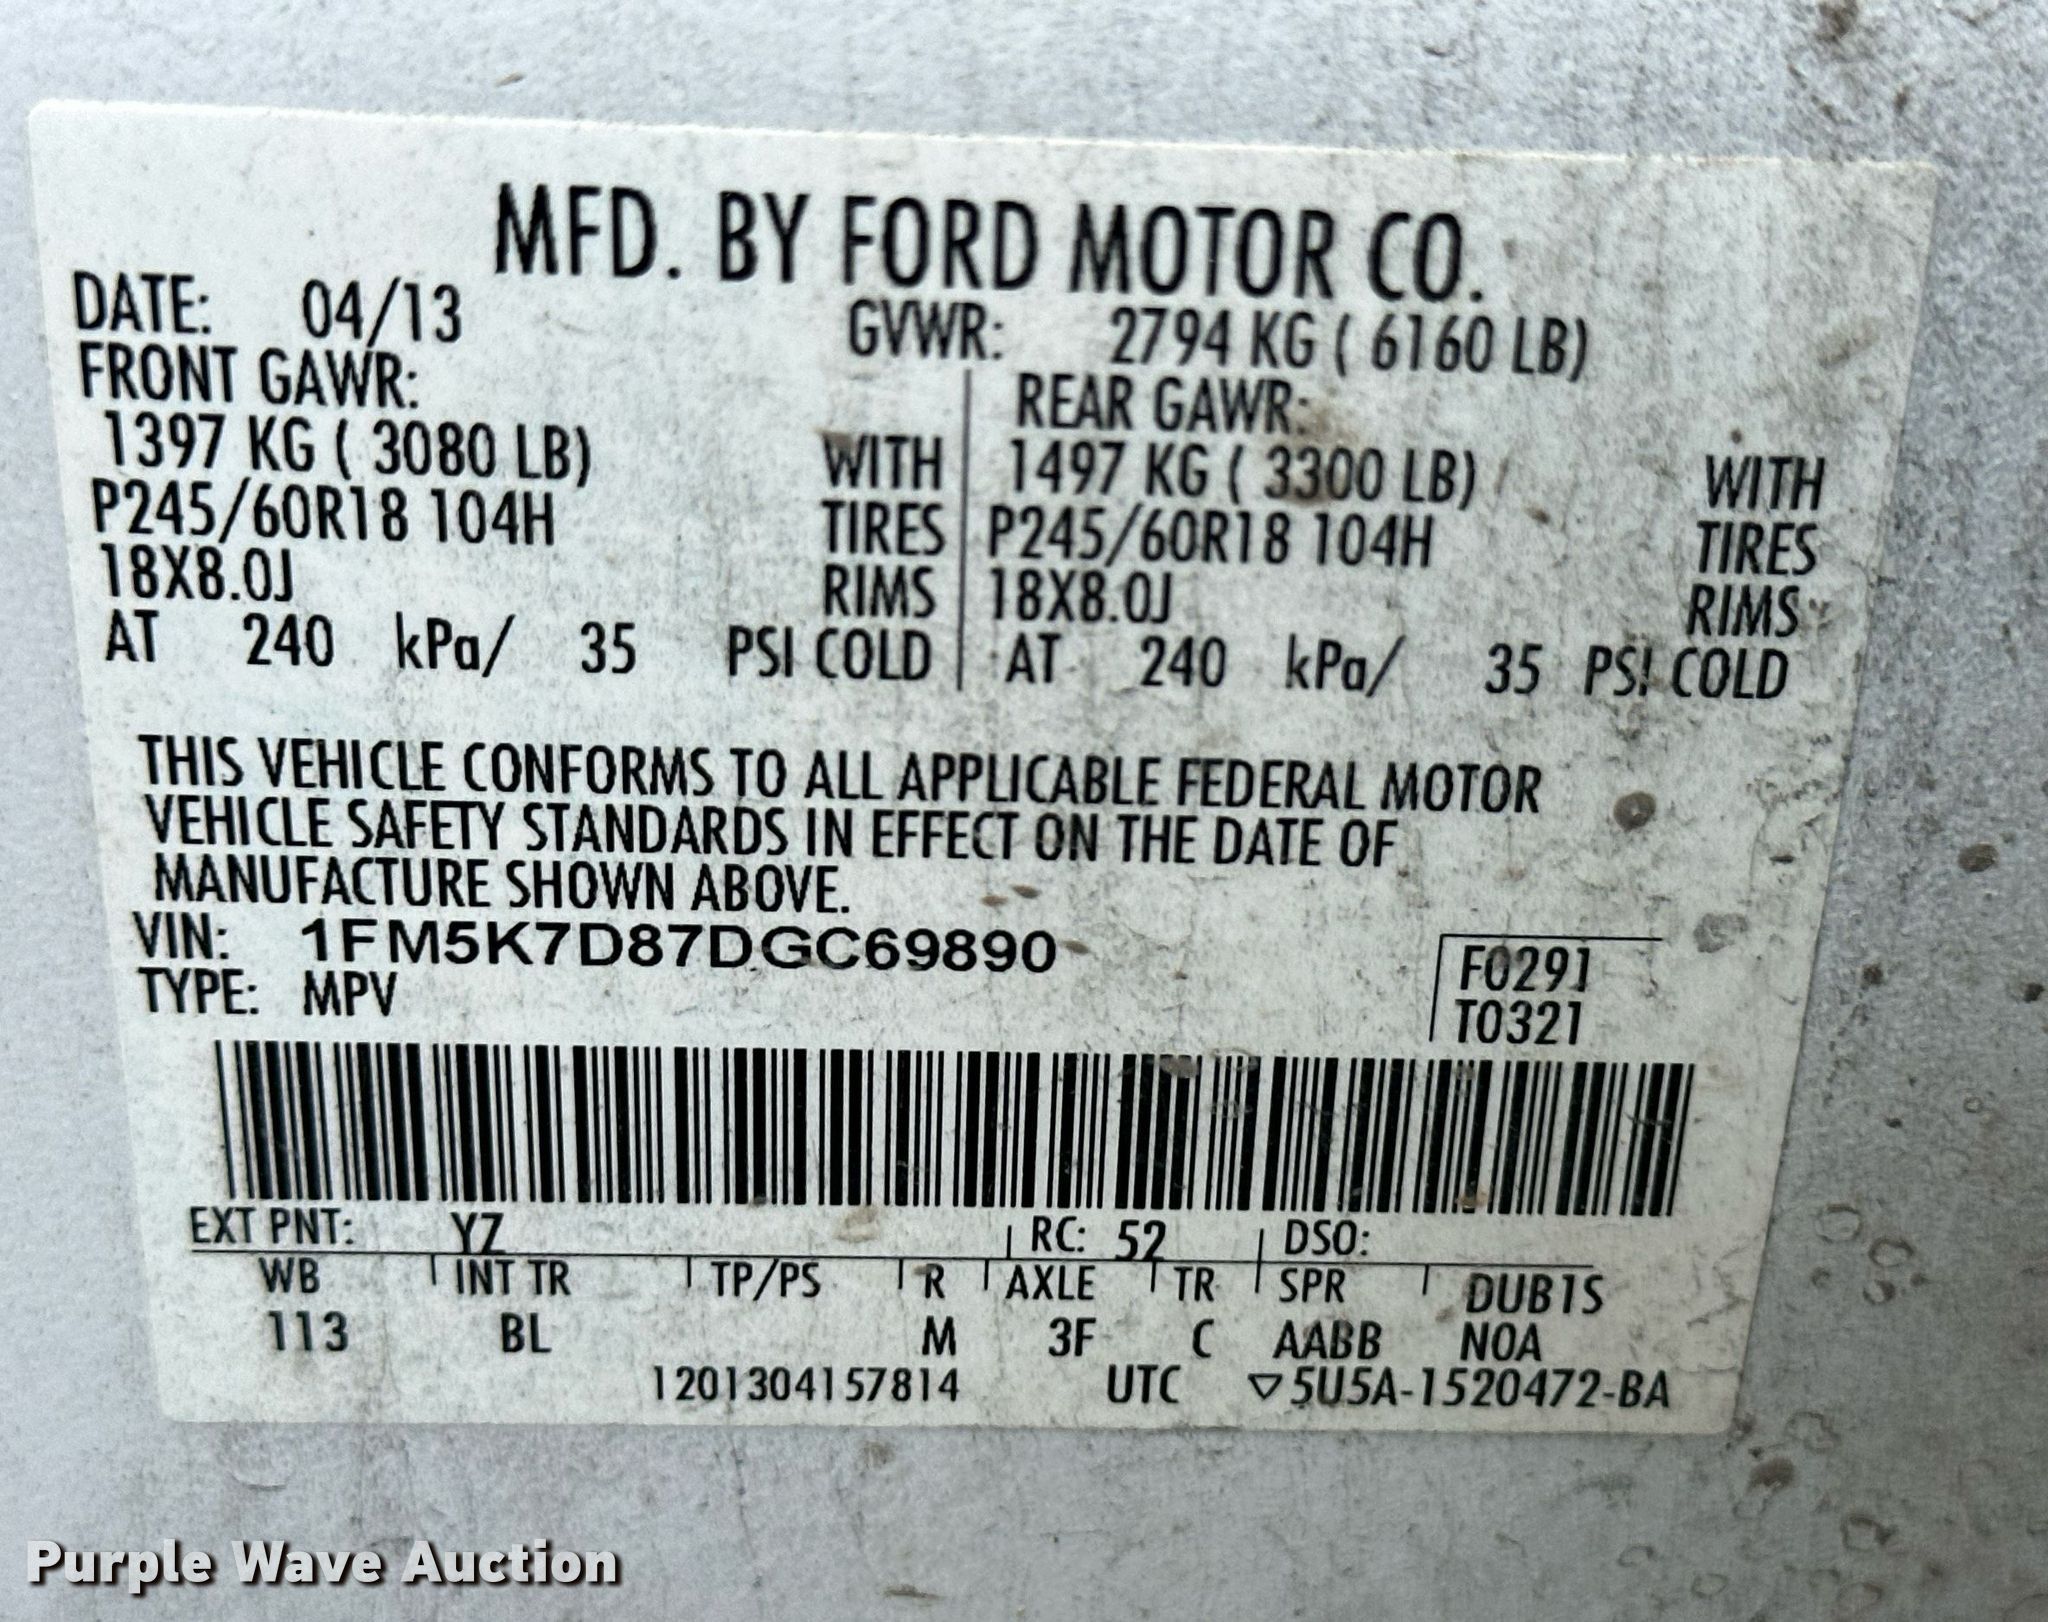 MFD. BY FORD MOTOR CO.
DATE: 04/13 GVWR: 2794 KG ( 6160 LB)
FRONT GAWR: REAR GAWR:
1397 KG ( 3080 LB) WITH 1497 KG ( 3300 LB) WITH
P245/60R18 104H TIRES P245/60R18 104H TIRES
18X8.0J RIMS 18X8.0J RIMS
AT 240 kPa/ 35 PSI COLD AT 240 kPa/ 35 PSI COLD
THIS VEHICLE CONFORMS TO ALL APPLICABLE FEDERAL MOTOR
VEHICLE SAFETY STANDARDS IN EFFECT ON THE DATE OF
MANUFACTURE SHOWN ABOVE.
VIN: 1FM5K7D87DGC69890 F0291
TYPE: MPV T0321
EXT PNT: YZ RC: 52 DSO:
WB INT TR TP/PS R AXLE TR SPR DUB1S
113 BL M 3F C AABB NOA
1201304157814 UTC ▽5U5A-1520472-BA
Purple Wave Auction